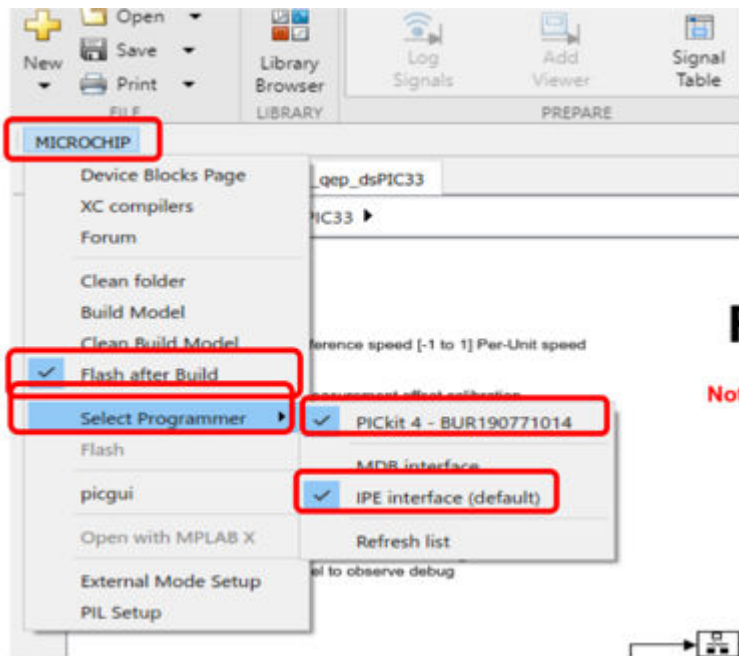 Open
Save
Print
New
FILE
Library
Browser
LIBRARY
Log
Signals
Add
Viewer
Signal
Table
PREPARE
MICROCHIP
_qep_dsPIC33
Device Blocks Page
XC compilers
Forum
Clean folder
Build Model
Clean Build Model
Flash after Build
Select Programmer
Flash
picgui
Open with MPLAB X
External Mode Setup
PIL Setup
PICkit 4 - BUR190771014
MDB interface
IPE interface (default)
Refresh list
speed [-1 to 1] Per-Unit speed
to observe debug